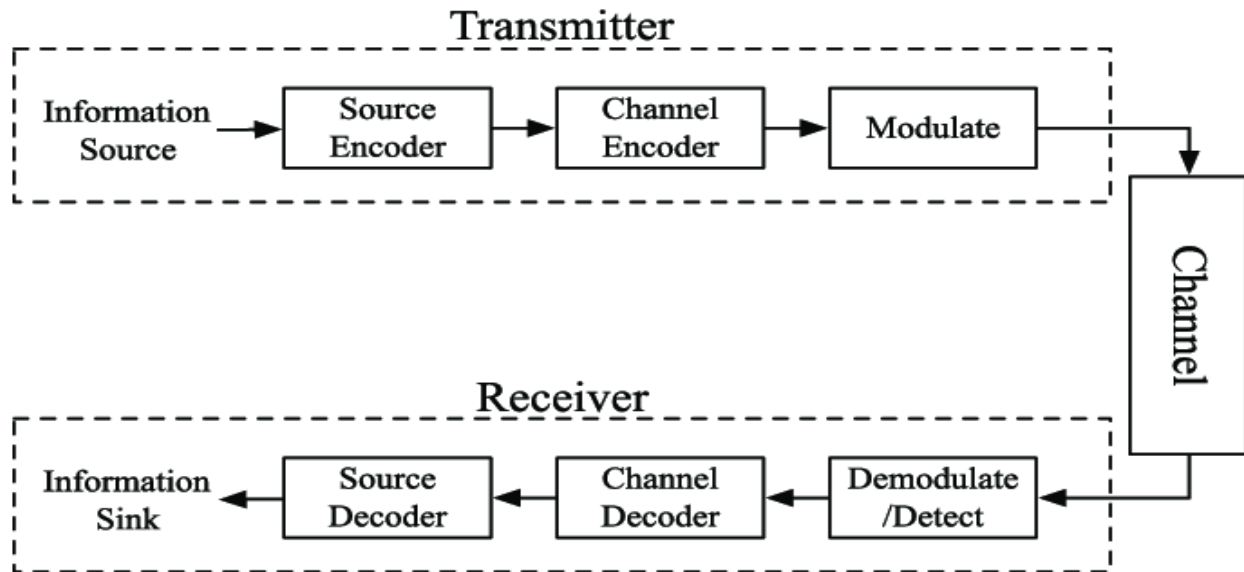 Transmitter
Information
Source
Source
Encoder
Channel
Encoder
Modulate
Channel
Receiver
Information
Sink
Source
Decoder
Channel
Decoder
Demodulate
/Detect